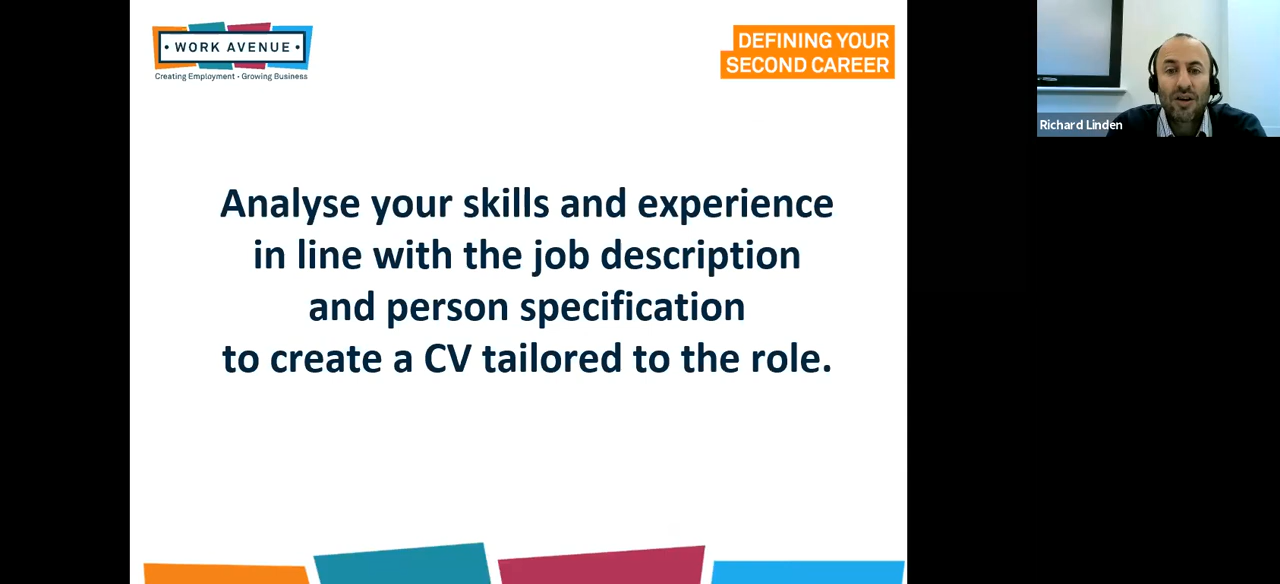 • WORK AVENUE •
Creating Employment • Growing Business
DEFINING YOUR
SECOND CAREER
Richard Linden
Analyse your skills and experience
in line with the job description
and person specification
to create a CV tailored to the role.